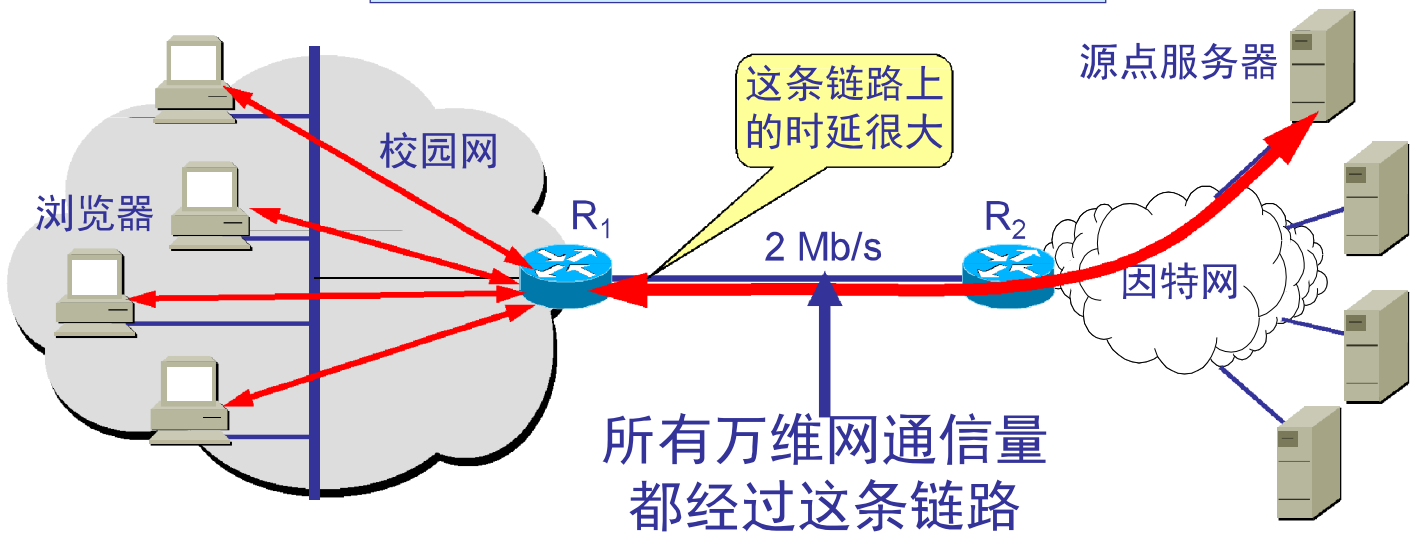 源点服务器
这条链路上
的时延很大
校园网
浏览器
R1
2 Mb/s
R2
因特网
所有万维网通信量
都经过这条链路